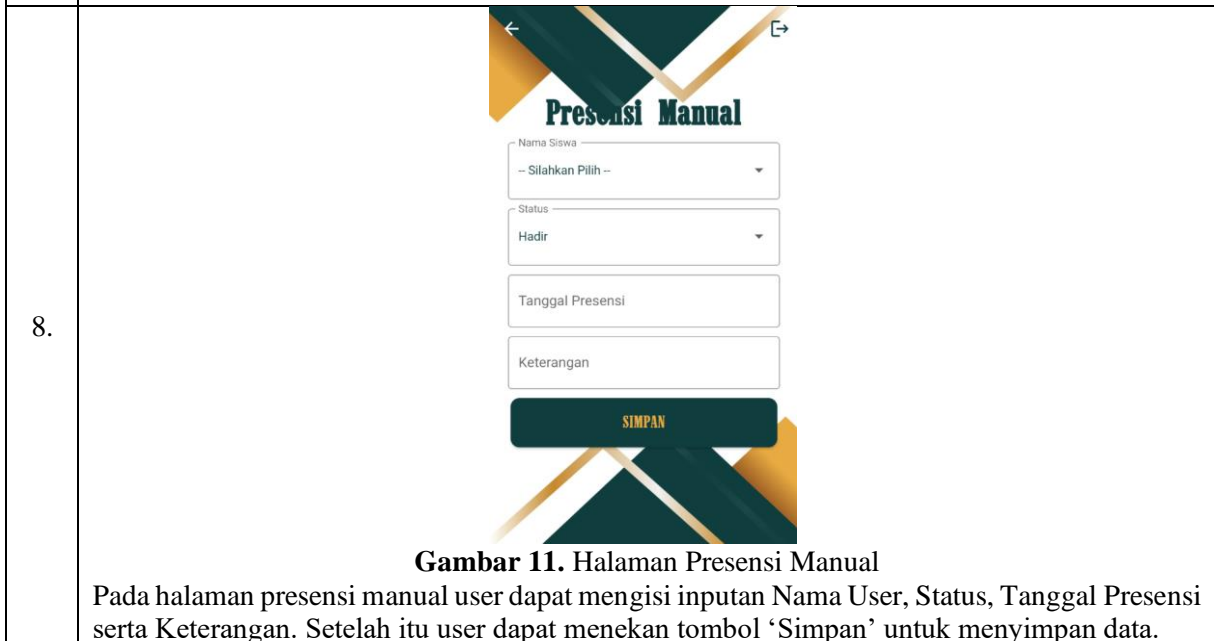 Presensi Manual
Nama Siswa
-- Silahkan Pilih --
Status
Hadir
Tanggal Presensi
Keterangan
SIMPAN
8.
Gambar 11. Halaman Presensi Manual
Pada halaman presensi manual user dapat mengisi inputan Nama User, Status, Tanggal Presensi
serta Keterangan. Setelah itu user dapat menekan tombol ‘Simpan’ untuk menyimpan data.